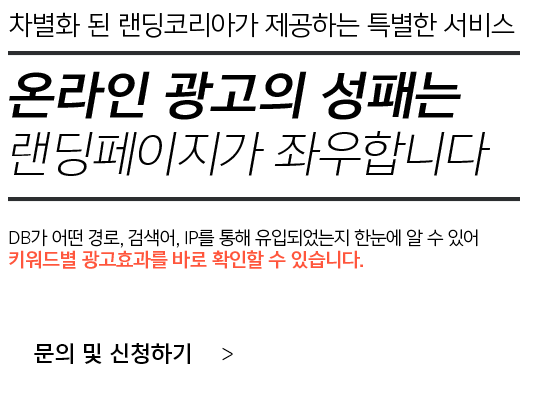 차별화 된 랜딩코리아가 제공하는 특별한 서비스
온라인 광고의 성패는
랜딩페이지가 좌우합니다
DB가 어떤 경로, 검색어, IP를 통해 유입되었는지 한눈에 알 수 있어
키워드별 광고효과를 바로 확인할 수 있습니다.
문의 및 신청하기 >